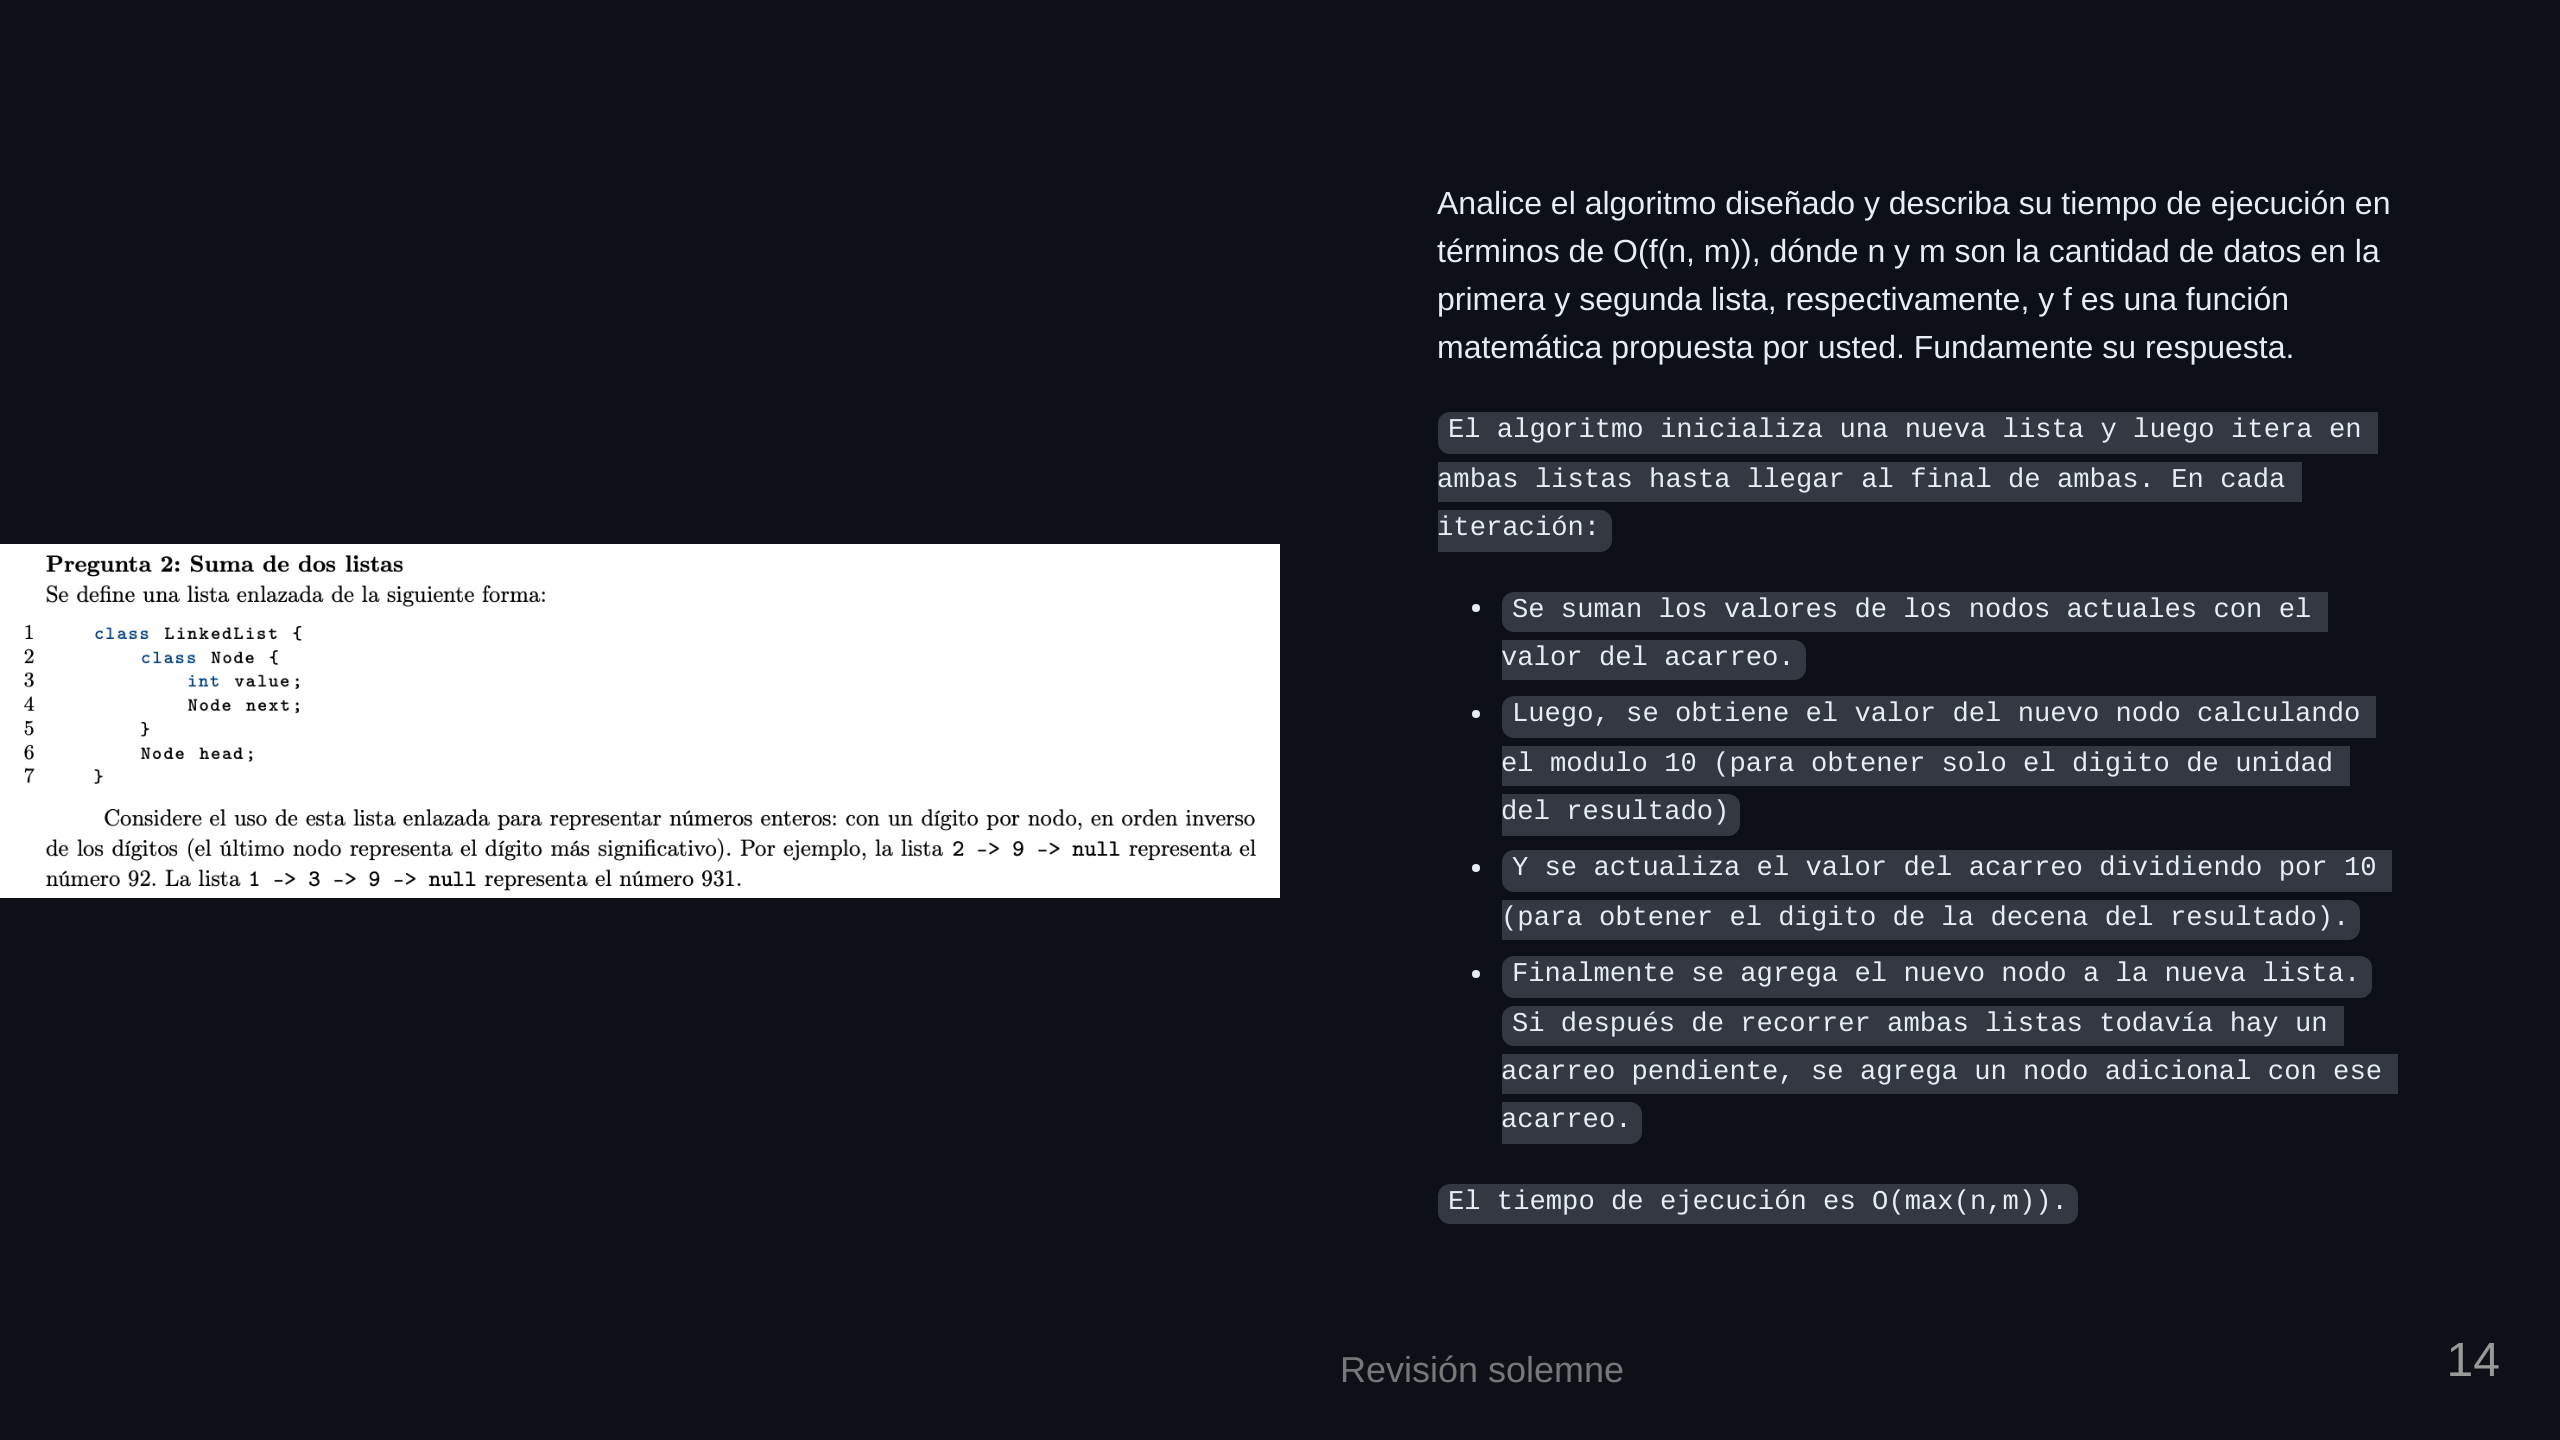 Pregunta 2: Suma de dos listas
Se define una lista enlazada de la siguiente forma:
1 class LinkedList {
2 class Node {
3 int value;
4 Node next;
5 }
6 Node head;
7 }
Considere el uso de esta lista enlazada para representar números enteros: con un dígito por nodo, en orden inverso
de los dígitos (el último nodo representa el dígito más significativo). Por ejemplo, la lista 2 -> 9 -> null representa el
número 92. La lista 1 -> 3 -> 9 -> null representa el número 931.
Analice el algoritmo diseñado y describa su tiempo de ejecución en
términos de O(f(n, m)), dónde n y m son la cantidad de datos en la
primera y segunda lista, respectivamente, y f es una función
matemática propuesta por usted. Fundamente su respuesta.
El algoritmo inicializa una nueva lista y luego itera en
ambas listas hasta llegar al final de ambas. En cada
iteración:
• Se suman los valores de los nodos actuales con el
valor del acarreo.
• Luego, se obtiene el valor del nuevo nodo calculando
el modulo 10 (para obtener solo el digito de unidad
del resultado)
• Y se actualiza el valor del acarreo dividiendo por 10
(para obtener el digito de la decena del resultado).
• Finalmente se agrega el nuevo nodo a la nueva lista.
Si después de recorrer ambas listas todavía hay un
acarreo pendiente, se agrega un nodo adicional con ese
acarreo.
El tiempo de ejecución es O(max(n,m)).
Revisión solemne
14